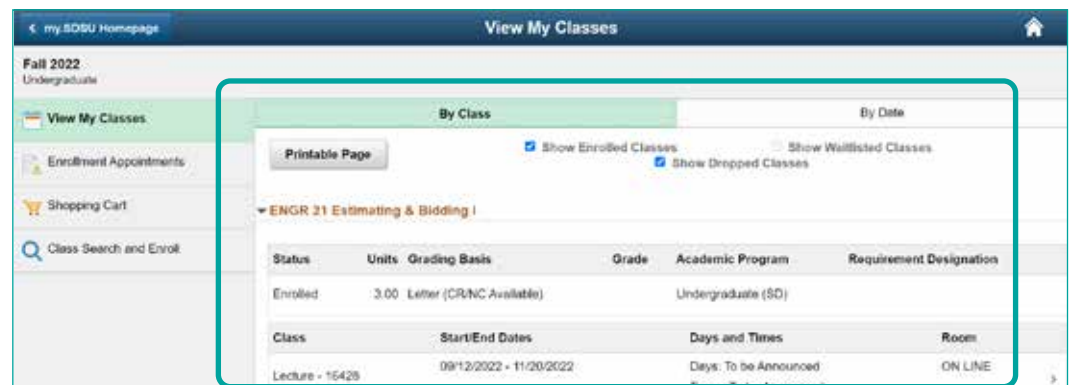 my.SDSU Homepage
View My Classes
Fall 2022
Undergraduate
View My Classes
Enrollment Appointments
Shopping Cart
Class Search and Enroll
By Class
By Date
Printable Page
Show Enrolled Classes
Show Waitlisted Classes
Show Dropped Classes
ENGR 21 Estimating & Bidding I
Status Units Grading Basis Grade Academic Program Requirement Designation
Enrolled 3.00 Letter (CR/NC Available) Undergraduate (SD)
Class Start/End Dates Days and Times Room
Lecture - 16428 09/12/2022 - 11/20/2022 Days: To be Announced ON LINE